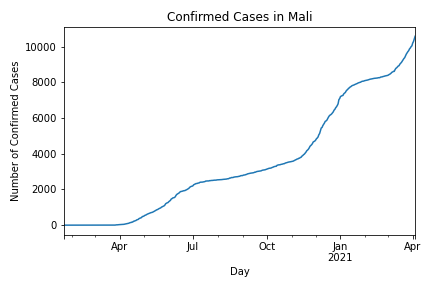 Confirmed Cases in Mali
Number of Confirmed Cases
10000
8000
6000
4000
2000
0
Apr
Jul
Oct
Jan
2021
Apr
Day